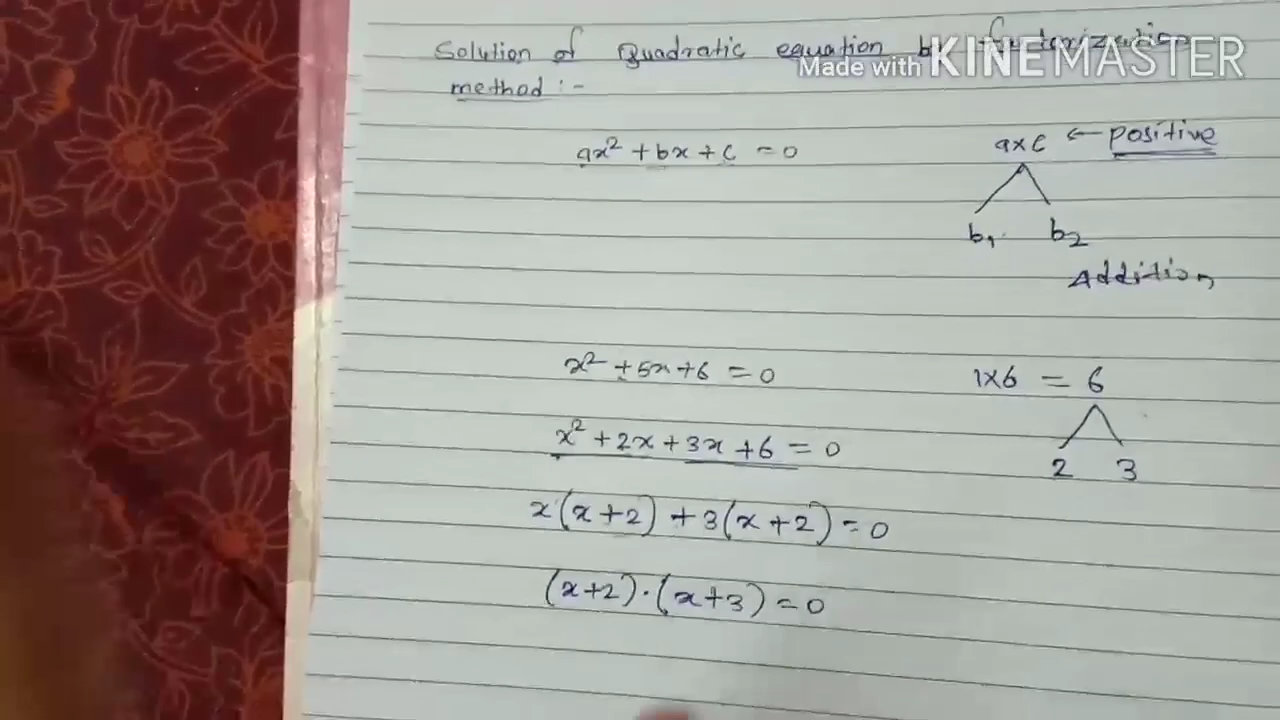 Solution of Quadratic equation by factorization
method :-
Made with KINEMASTER
ax² + bx + c = 0
a×c ← positive
b₁ b₂
Addition
x² + 5x + 6 = 0
1×6 = 6
x² + 2x + 3x + 6 = 0
2 3
x(x+2) + 3(x+2) = 0
(x+2)·(x+3) = 0